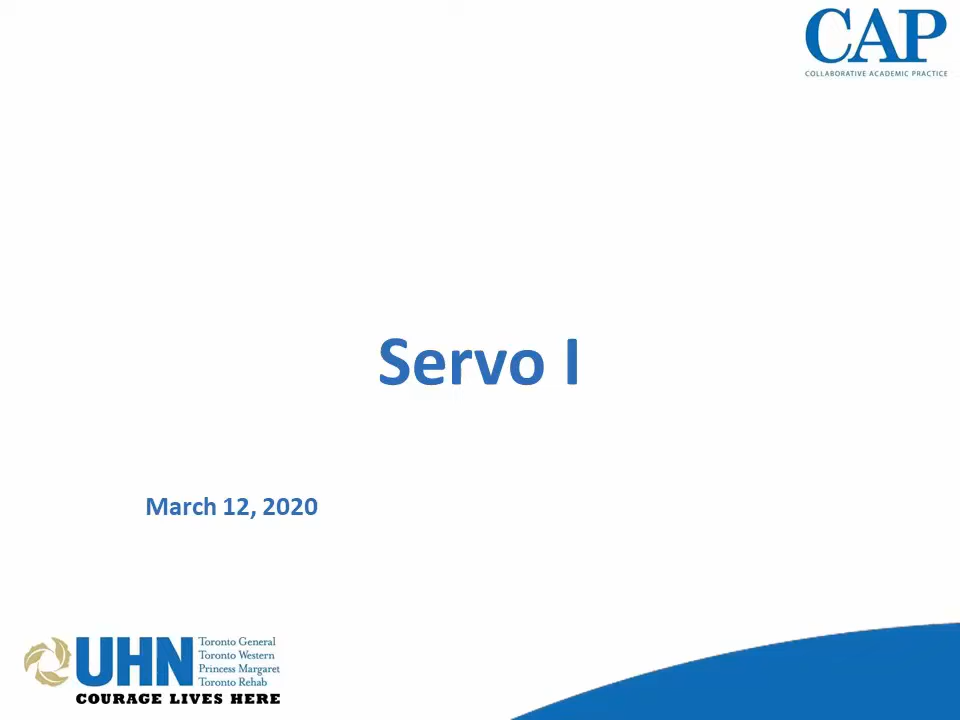 CAP
COLLABORATIVE ACADEMIC PRACTICE
Servo I
March 12, 2020
UHN
Toronto General
Toronto Western
Princess Margaret
Toronto Rehab
COURAGE LIVES HERE